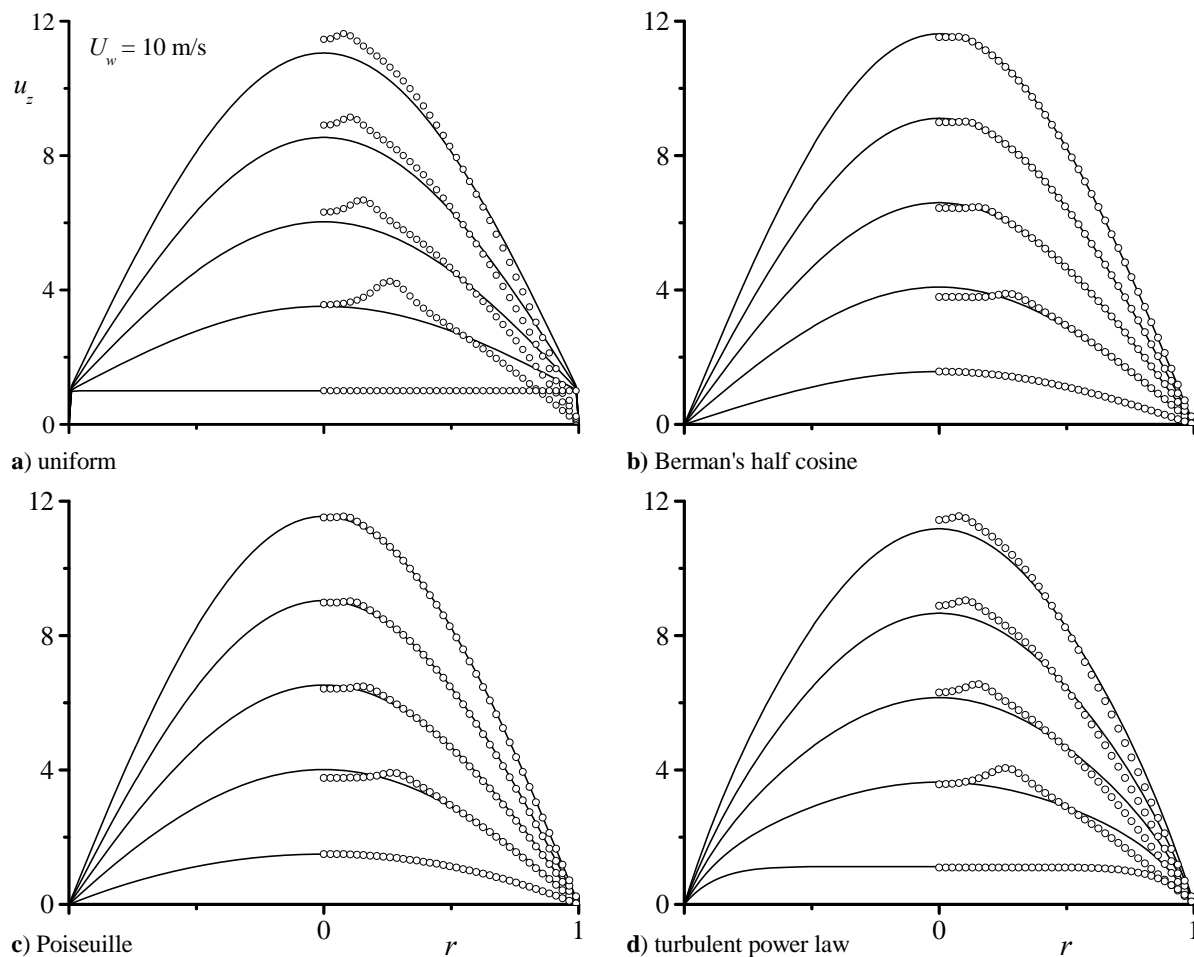 12
U_w = 10 m/s
u_z
8
4
0
a) uniform
12
8
4
0
b) Berman's half cosine
12
8
4
0
0
r
1
c) Poiseuille
12
8
4
0
0
r
1
d) turbulent power law